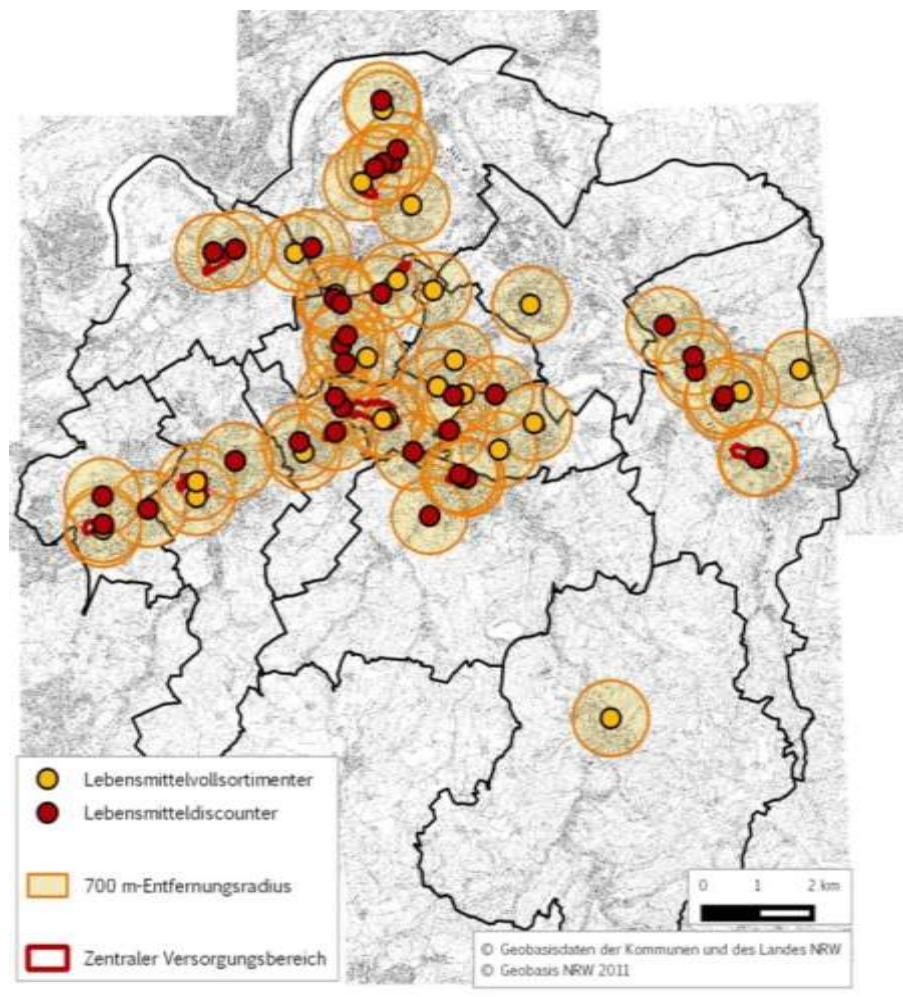 Lebensmittelvollsortimenter
Lebensmitteldiscounter
700 m-Entfernungsradius
Zentraler Versorgungsbereich
0 1 2 km
© Geobasisdaten der Kommunen und des Landes NRW
© Geobasis NRW 2011